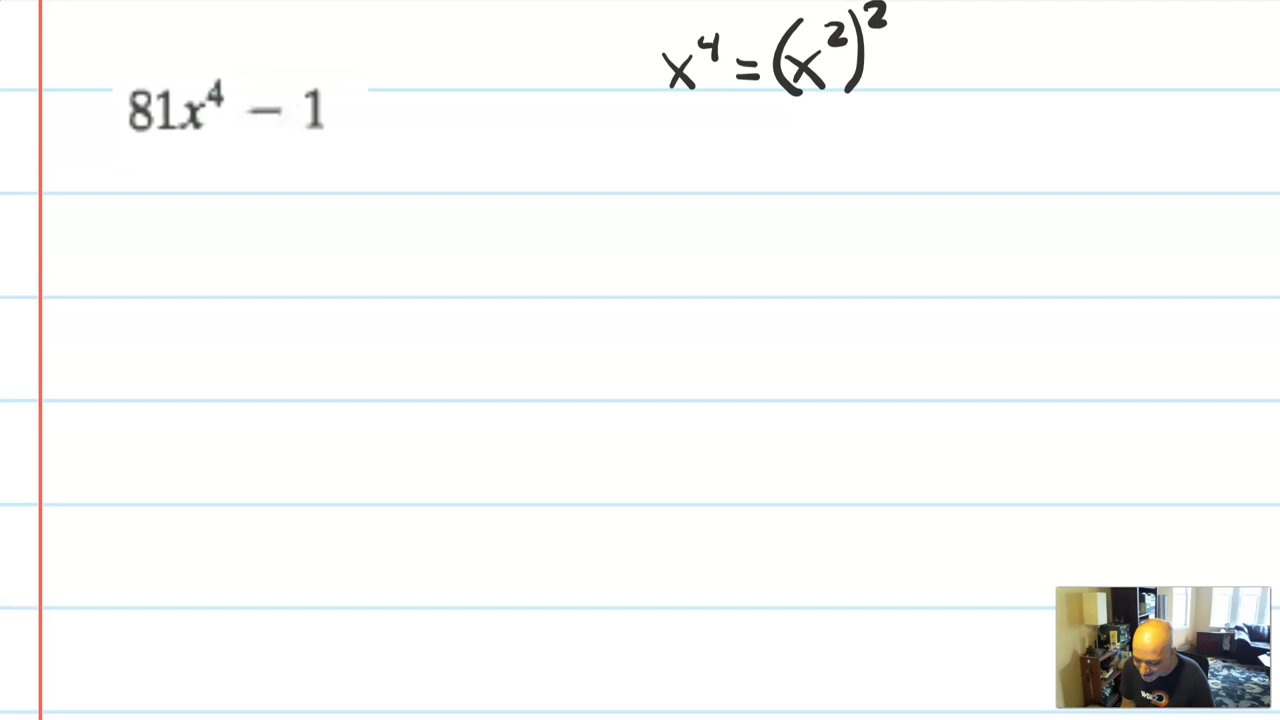 x⁴ = (x²)²
81x⁴ − 1